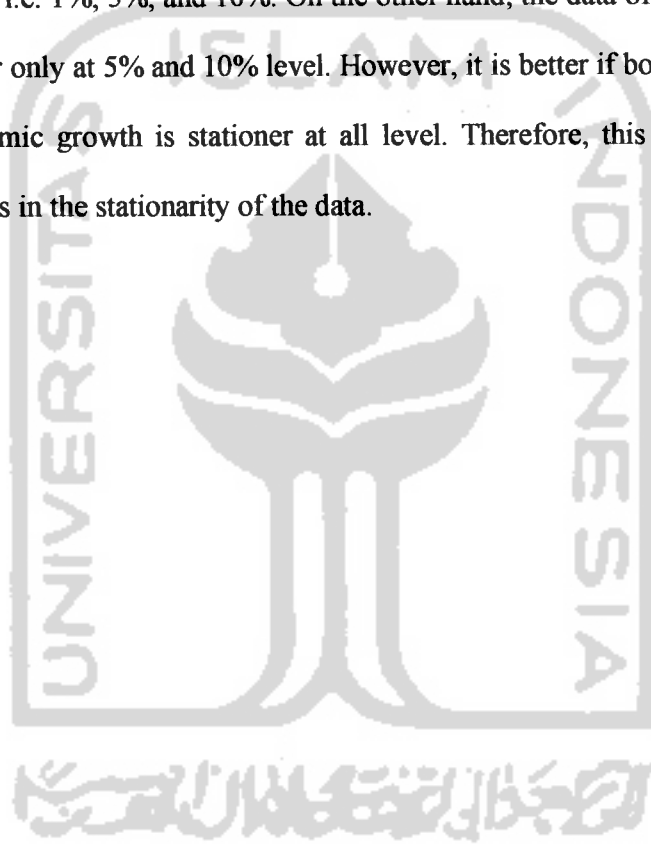 i.e. 1%, 5%, and 10%. On the other hand, the data of
only at 5% and 10% level. However, it is better if bo
mic growth is stationer at all level. Therefore, this
s in the stationarity of the data.
ISLAM
UNIVERSITAS
INDONESIA